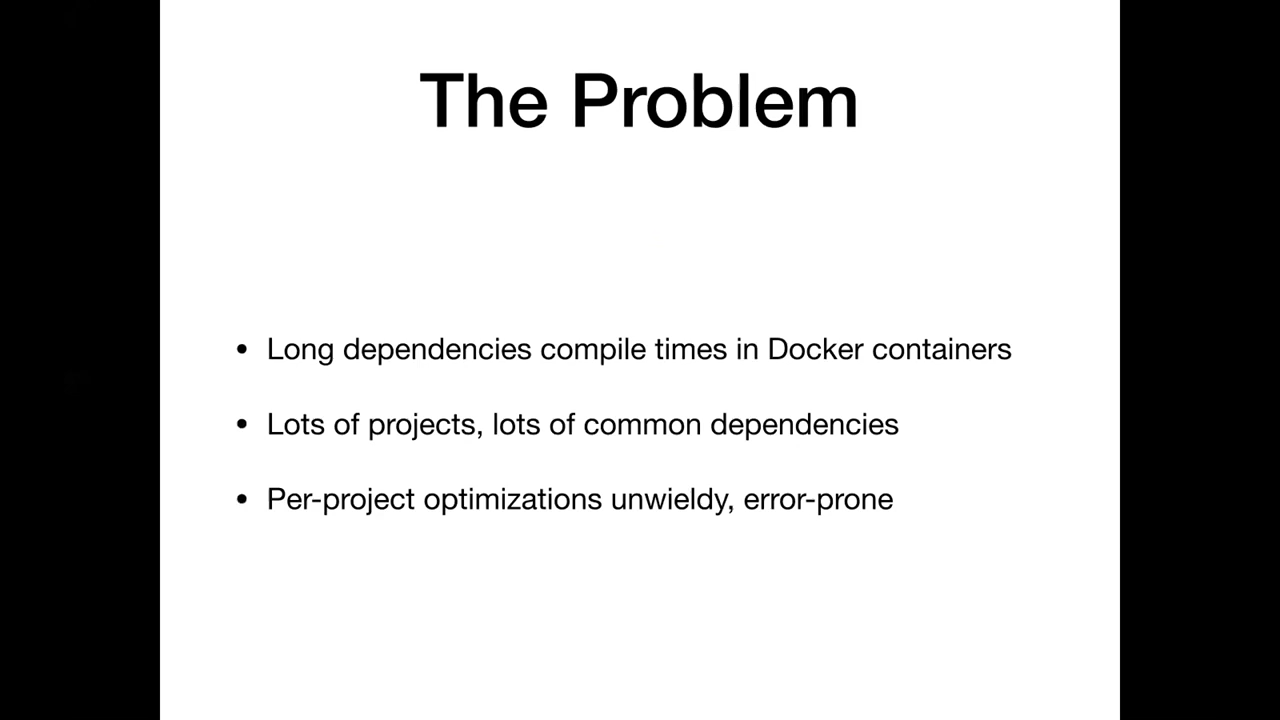 The Problem
• Long dependencies compile times in Docker containers
• Lots of projects, lots of common dependencies
• Per-project optimizations unwieldy, error-prone